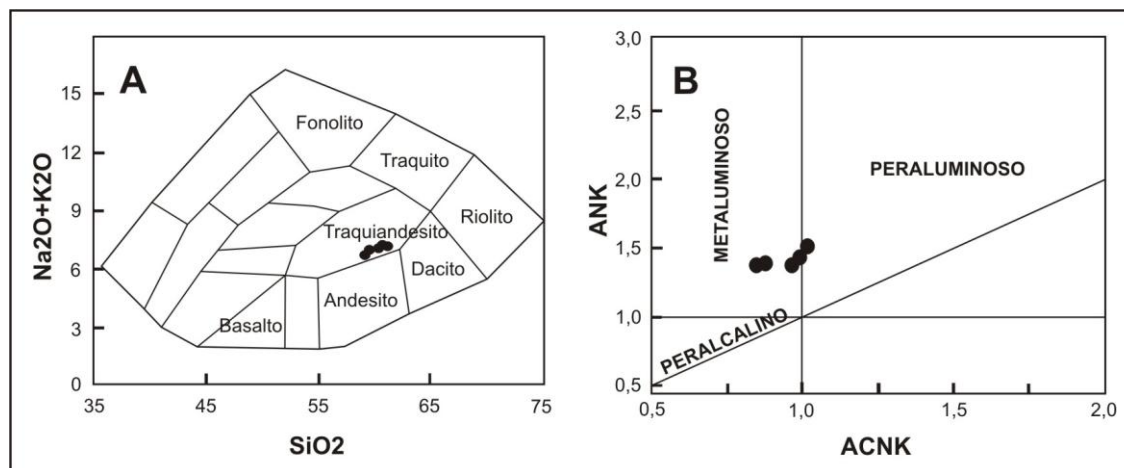 A
Na2O+K2O
15
12
9
6
3
0
35
45
55
65
75
SiO2
Fonolito
Traquito
Traquiandesito
Riolito
Dacito
Andesito
Basalto
B
ANK
3,0
2,5
2,0
1,5
1,0
0,5
0,5
1,0
1,5
2,0
ACNK
METALUMINOSO
PERALUMINOSO
PERALCALINO